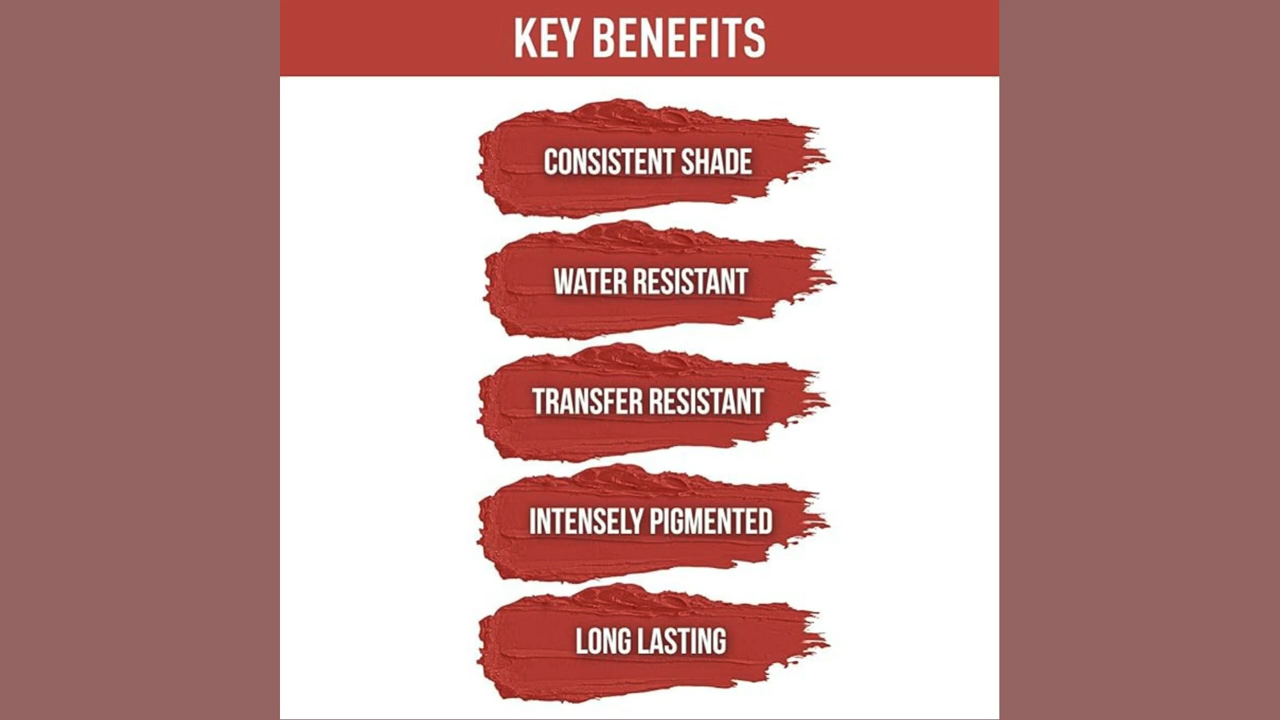 KEY BENEFITS
CONSISTENT SHADE
WATER RESISTANT
TRANSFER RESISTANT
INTENSELY PIGMENTED
LONG LASTING